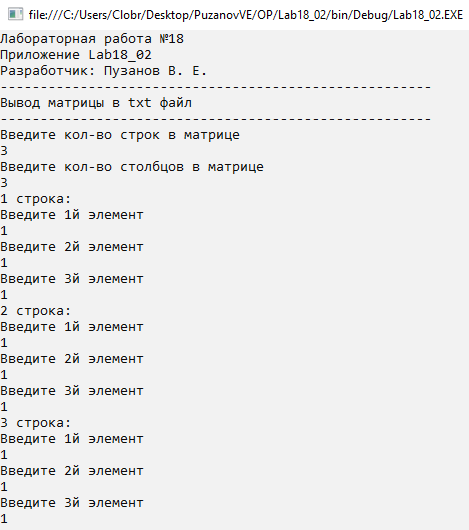 file:///C:/Users/Clobr/Desktop/PuzanovVE/OP/Lab18_02/bin/Debug/Lab18_02.EXE
Лабораторная работа №18
Приложение Lab18_02
Разработчик: Пузанов В. Е.
------------------------------------------------------
Вывод матрицы в txt файл
------------------------------------------------------
Введите кол-во строк в матрице
3
Введите кол-во столбцов в матрице
3
1 строка:
Введите 1й элемент
1
Введите 2й элемент
1
Введите 3й элемент
1
2 строка:
Введите 1й элемент
1
Введите 2й элемент
1
Введите 3й элемент
1
3 строка:
Введите 1й элемент
1
Введите 2й элемент
1
Введите 3й элемент
1